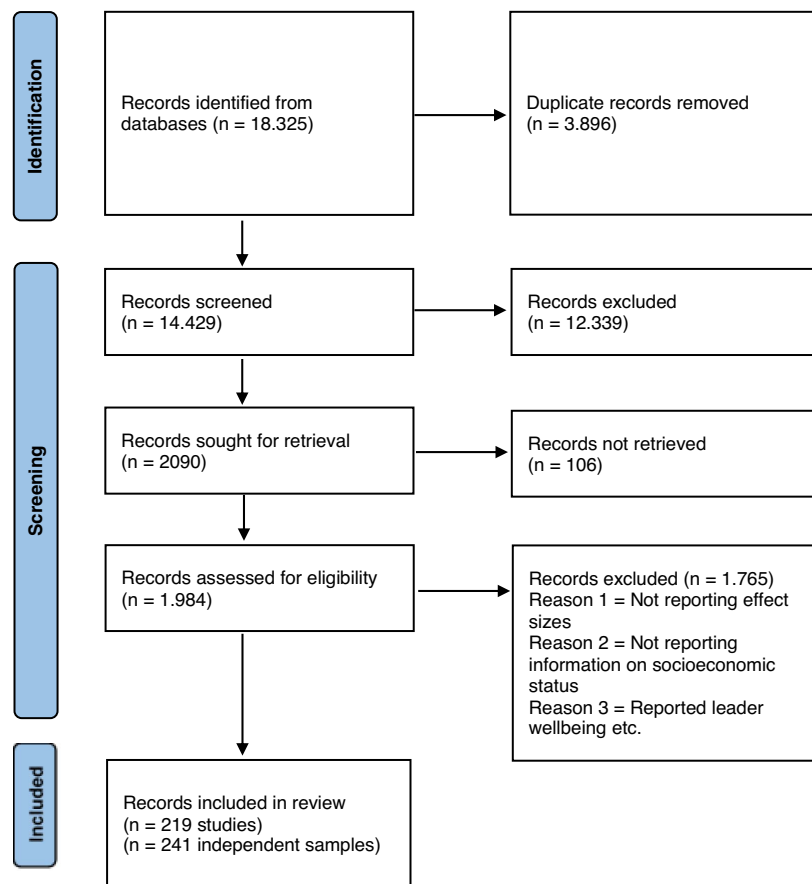 Identification
Records identified from
databases (n = 18.325)
Duplicate records removed
(n = 3.896)
Screening
Records screened
(n = 14.429)
Records excluded
(n = 12.339)
Records sought for retrieval
(n = 2090)
Records not retrieved
(n = 106)
Records assessed for eligibility
(n = 1.984)
Records excluded (n = 1.765)
Reason 1 = Not reporting effect
sizes
Reason 2 = Not reporting
information on socioeconomic
status
Reason 3 = Reported leader
wellbeing etc.
Included
Records included in review
(n = 219 studies)
(n = 241 independent samples)